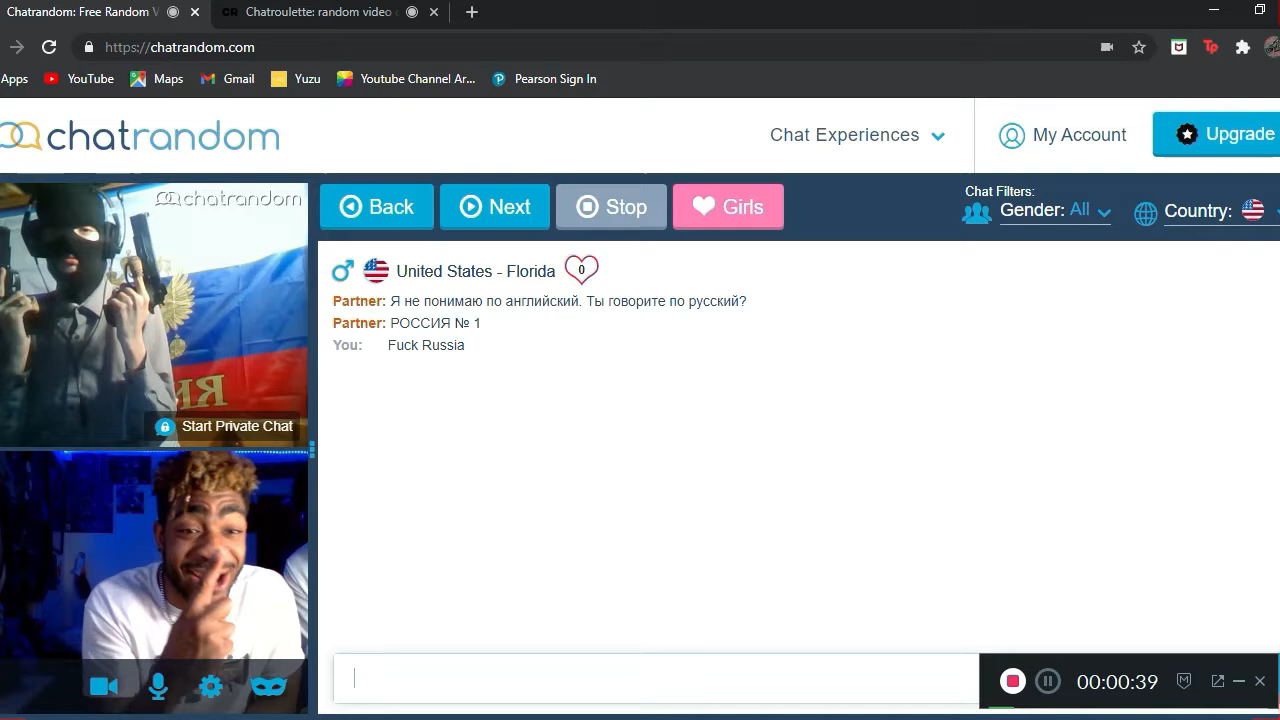 Chatrandom: Free Random V
CR Chatroulette: random video
https://chatrandom.com
Tp
Apps YouTube Maps Gmail Yuzu Youtube Channel Ar... Pearson Sign In
chatrandom
Chat Experiences My Account Upgrade
chatrandom
Back Next Stop Girls
Chat Filters:
Gender: All Country:
United States - Florida 0
Partner: Я не понимаю по английский. Ты говорите по русский?
Partner: РОССИЯ № 1
You: Fuck Russia
ИЯ
Start Private Chat
00:00:39